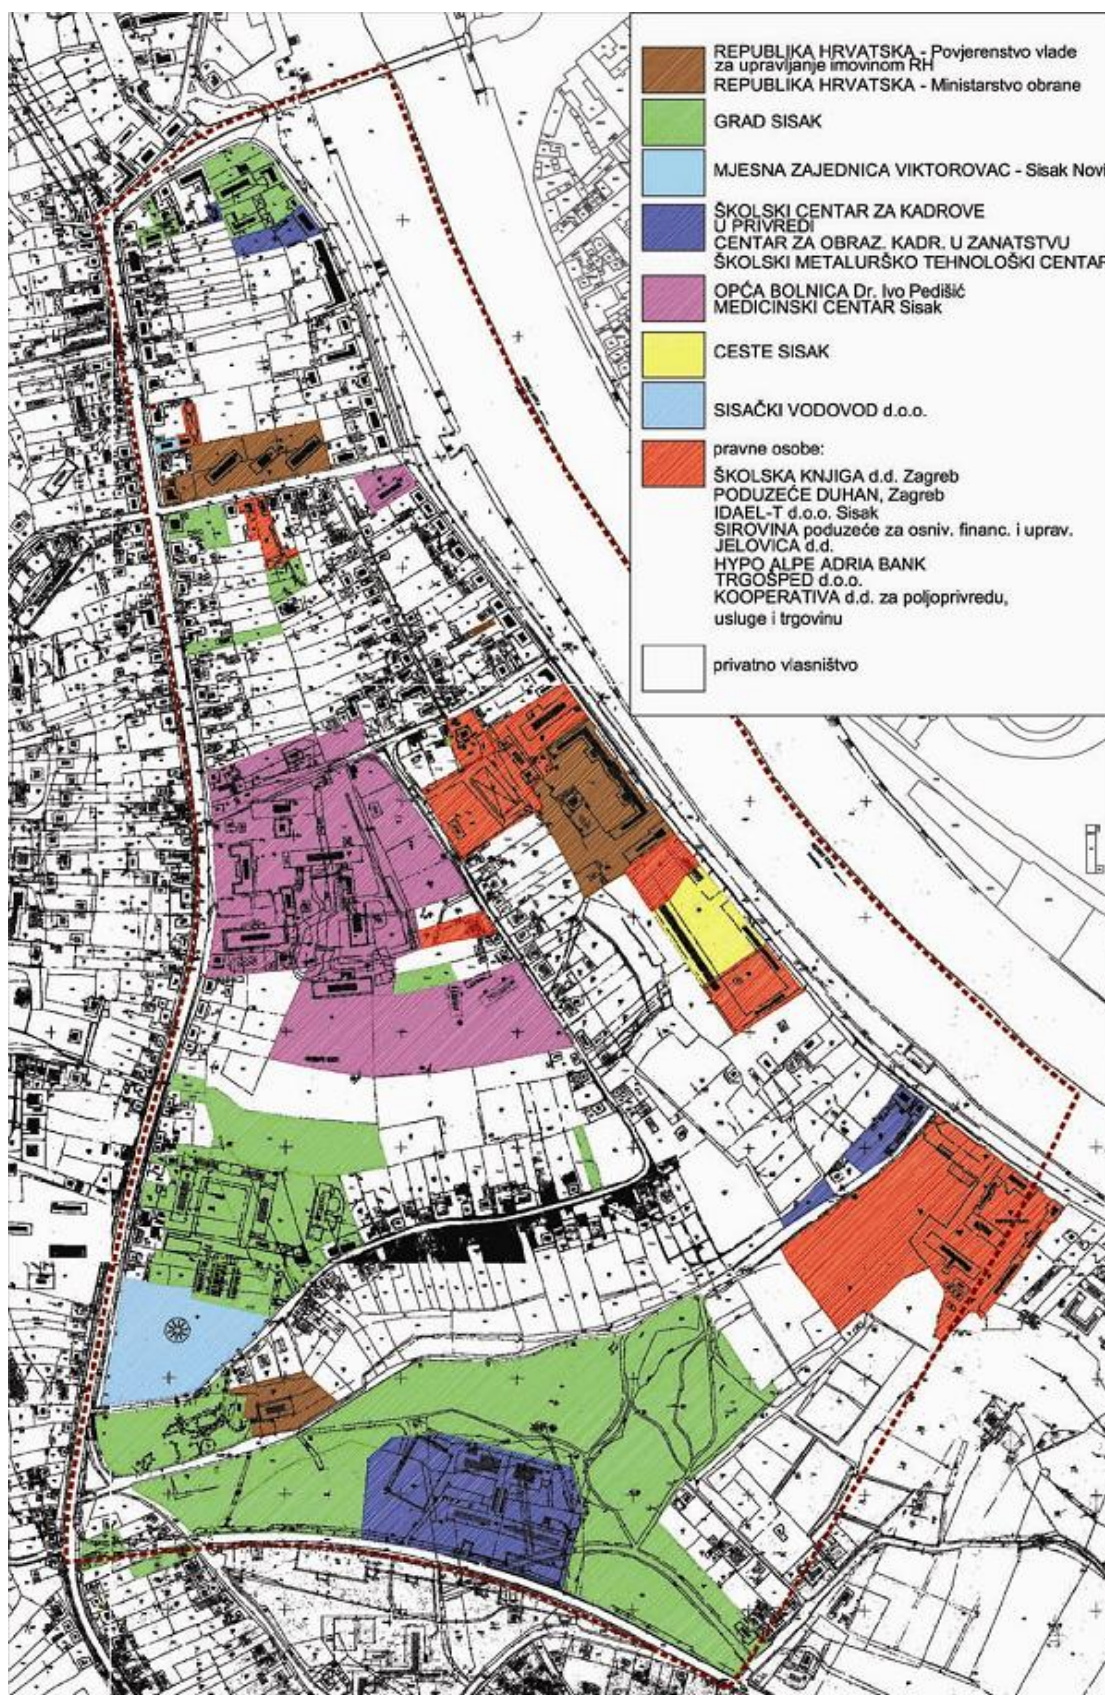 REPUBLIKA HRVATSKA - Povjerenstvo vlade
za upravljanje imovinom RH
REPUBLIKA HRVATSKA - Ministarstvo obrane
GRAD SISAK
MJESNA ZAJEDNICA VIKTOROVAC - Sisak Novi
ŠKOLSKI CENTAR ZA KADROVE
U PRIVREDI
CENTAR ZA OBRAZ. KADR. U ZANATSTVU
ŠKOLSKI METALURŠKO TEHNOLOŠKI CENTAR
OPĆA BOLNICA Dr. Ivo Pedišić
MEDICINSKI CENTAR Sisak
CESTE SISAK
SISAČKI VODOVOD d.o.o.
pravne osobe:
ŠKOLSKA KNJIGA d.d. Zagreb
PODUZEĆE DUHAN, Zagreb
IDAEL-T d.o.o. Sisak
SIROVINA poduzeće za osniv. financ. i uprav.
JELOVICA d.d.
HYPO ALPE ADRIA BANK
TRGOŠPED d.o.o.
KOOPERATIVA d.d. za poljoprivredu,
usluge i trgovinu
privatno vlasništvo